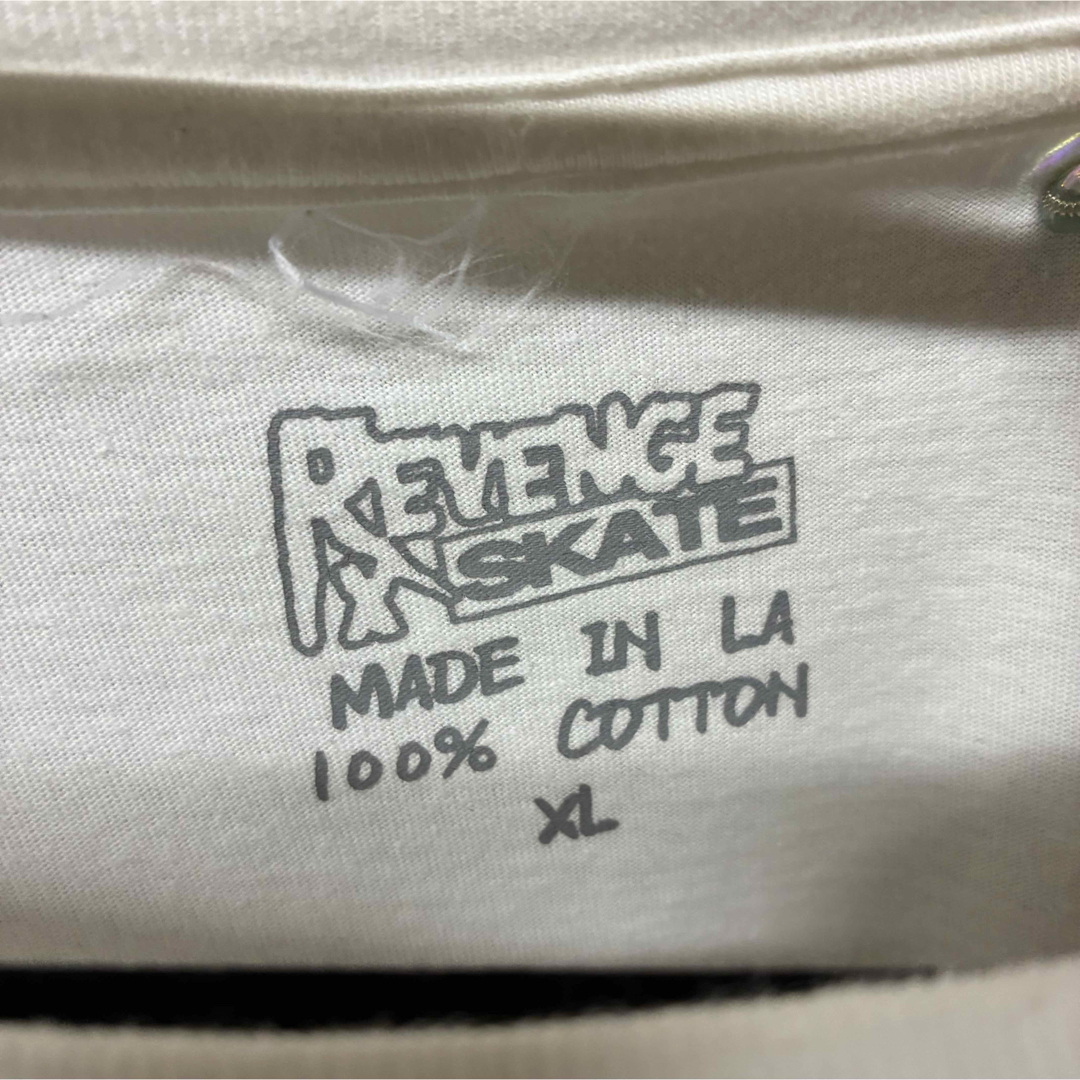 REVENGE
X SKATE
MADE IN LA
100% COTTON
XL